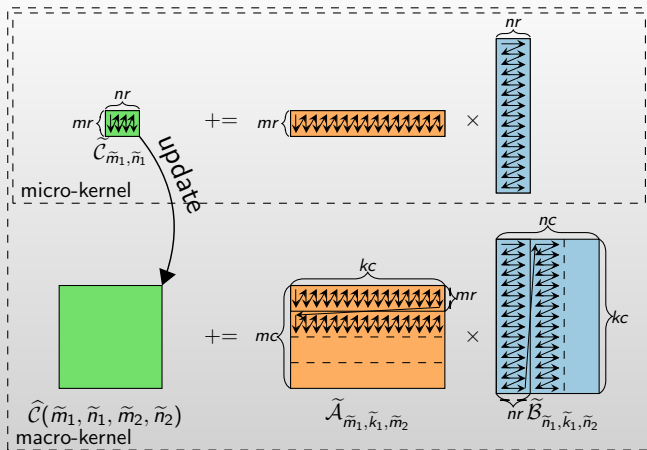 nr
nr
mr
+=
mr
×
C̃ m̃₁,ñ₁
update
micro-kernel
nc
kc
mr
mc
+=
×
kc
nr
Ĉ(m̃₁, ñ₁, m̃₂, ñ₂)
Ã m̃₁,k̃₁,m̃₂
B̃ ñ₁,k̃₁,ñ₂
macro-kernel